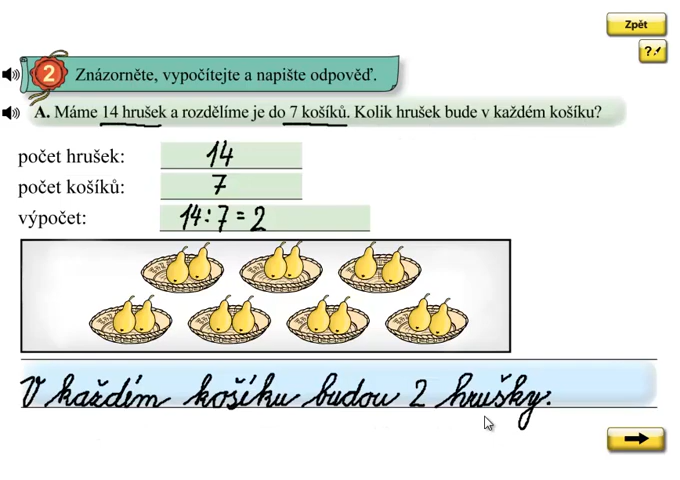 Zpět
?
2 Znázorněte, vypočítejte a napište odpověď.
A. Máme 14 hrušek a rozdělíme je do 7 košíků. Kolik hrušek bude v každém košíku?
počet hrušek: 14
počet košíků: 7
výpočet: 14:7=2
V každém košíku budou 2 hrušky.